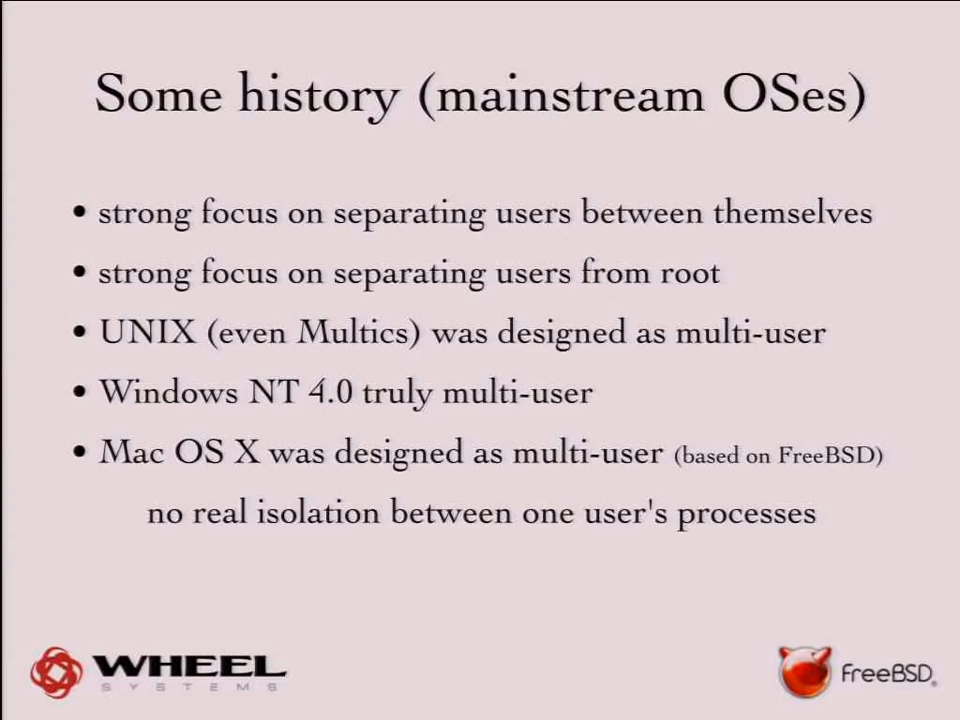 Some history (mainstream OSes)
• strong focus on separating users between themselves
• strong focus on separating users from root
• UNIX (even Multics) was designed as multi-user
• Windows NT 4.0 truly multi-user
• Mac OS X was designed as multi-user (based on FreeBSD)
no real isolation between one user's processes
WHEEL
SYSTEMS
FreeBSD®